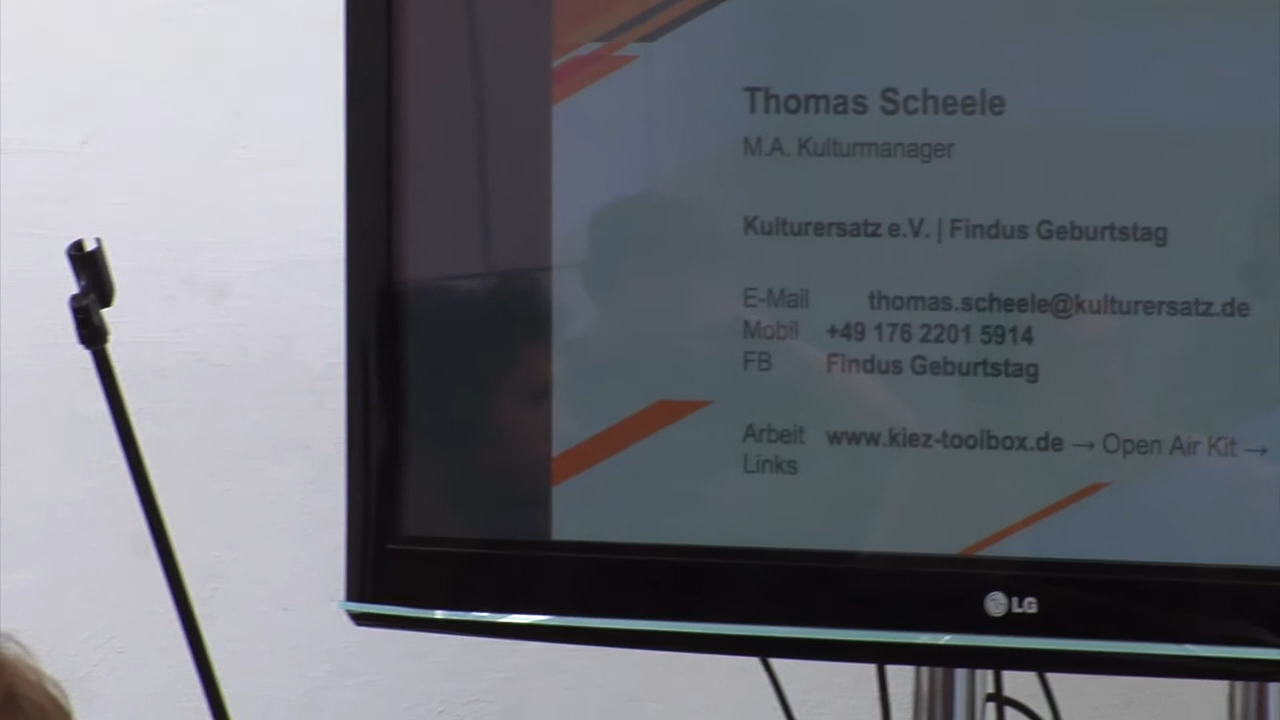 Thomas Scheele
M.A. Kulturmanager
Kulturersatz e.V. | Findus Geburtstag
E-Mail thomas.scheele@kulturersatz.de
Mobil +49 176 2201 5914
FB Findus Geburtstag
Arbeit www.kiez-toolbox.de → Open Air Kit →
Links
LG